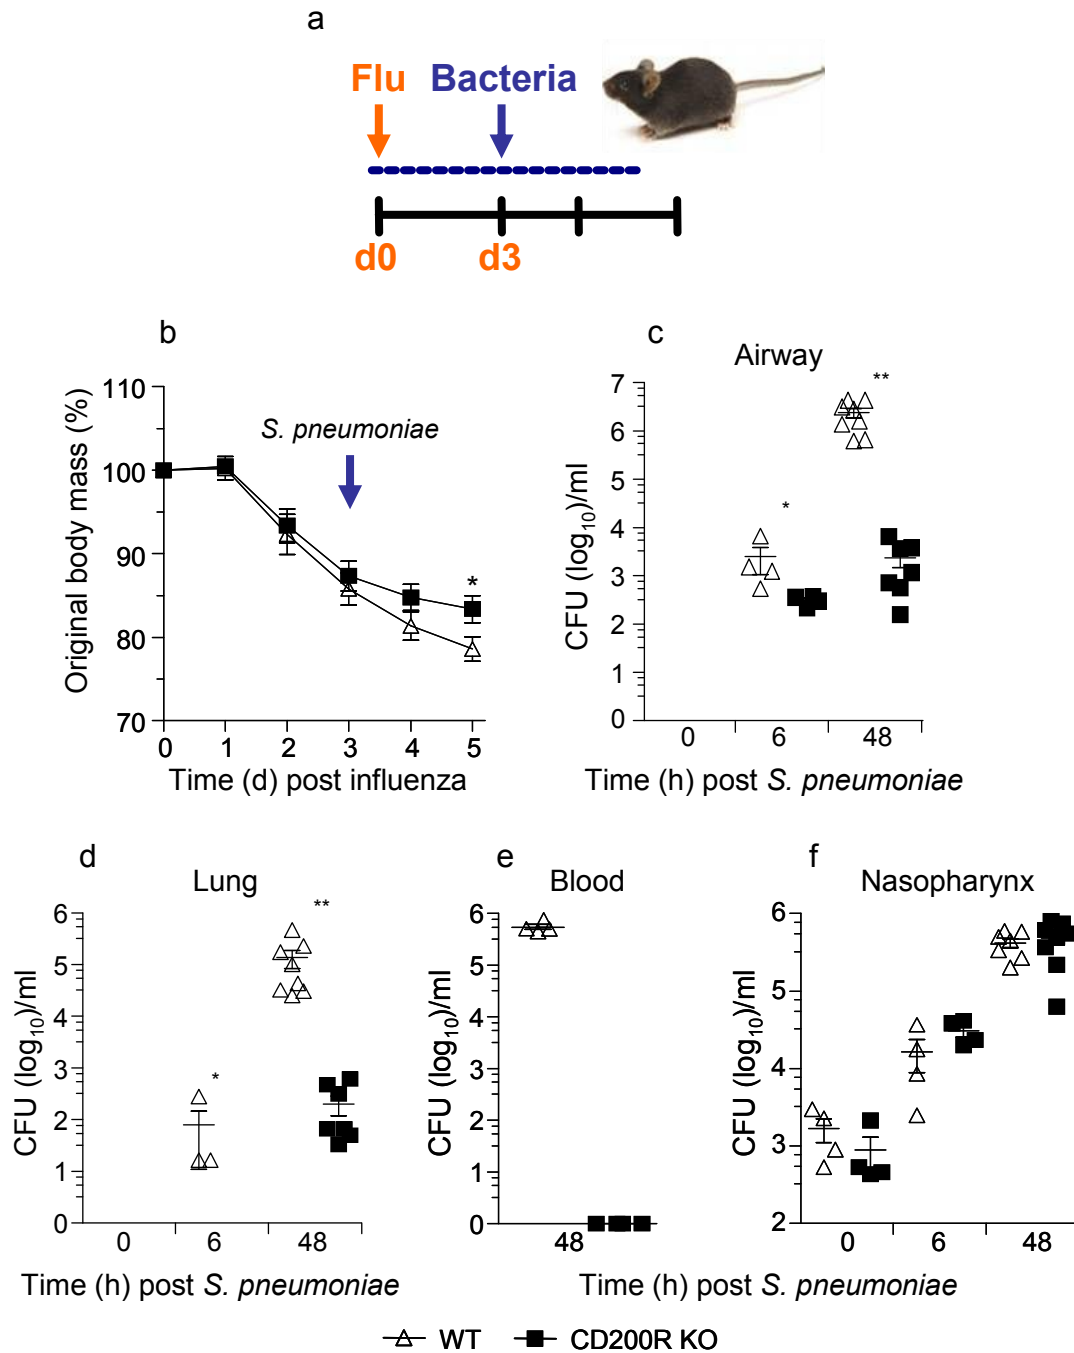 a
Flu Bacteria
d0 d3
b
Original body mass (%)
110
100
90
80
70
S. pneumoniae
*
0 1 2 3 4 5
Time (d) post influenza
c
Airway
CFU (log10)/ml
7
6
5
4
3
2
1
0
*
**
0 6 48
Time (h) post S. pneumoniae
d
Lung
CFU (log10)/ml
6
5
4
3
2
1
0
*
**
0 6 48
Time (h) post S. pneumoniae
e
Blood
CFU (log10)/ml
6
5
4
3
2
1
0
48
f
Nasopharynx
CFU (log10)/ml
6
5
4
3
2
0 6 48
Time (h) post S. pneumoniae
WT CD200R KO